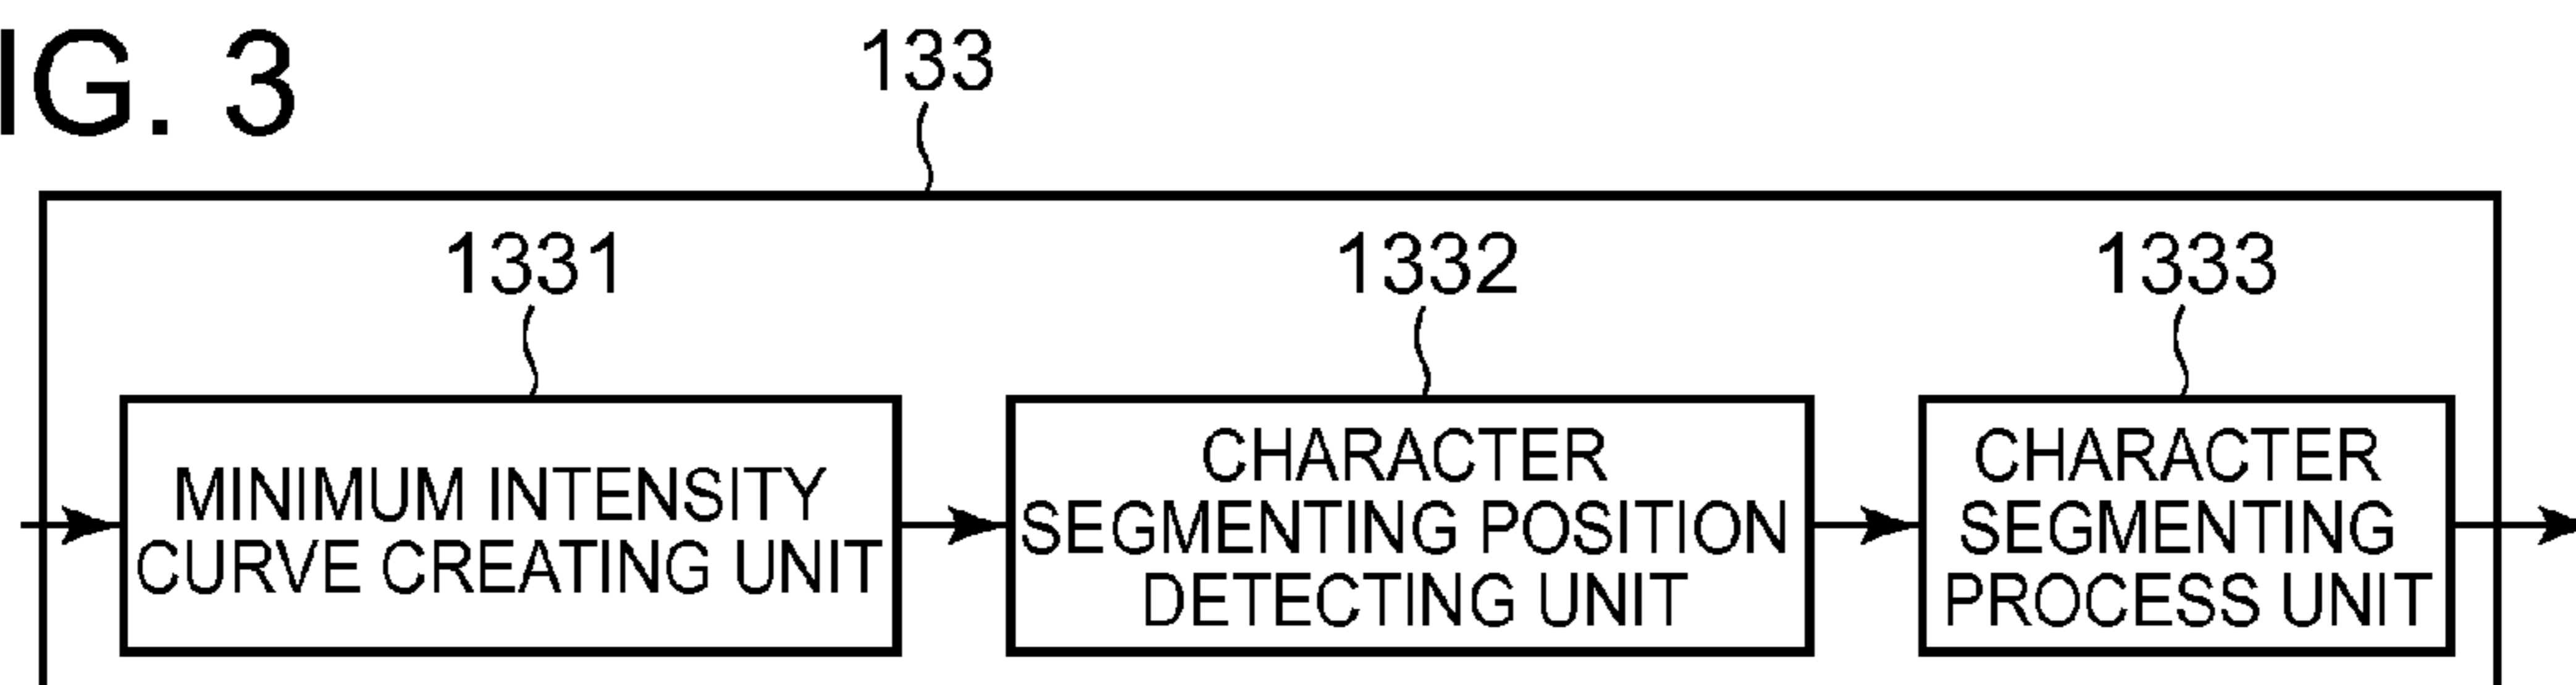 IG. 3
133
1331
1332
1333
MINIMUM INTENSITY
CURVE CREATING UNIT
CHARACTER
SEGMENTING POSITION
DETECTING UNIT
CHARACTER
SEGMENTING
PROCESS UNIT